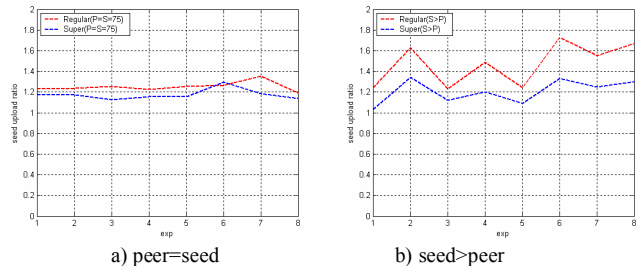 2
1.8
1.6
1.4
1.2
1
0.8
0.6
0.4
0.2
0
seed upload ratio
Regular(P=S=75)
Super(P=S=75)
1 2 3 4 5 6 7 8
exp
a) peer=seed
2
1.8
1.6
1.4
1.2
1
0.8
0.6
0.4
0.2
0
seed upload ratio
Regular(S>P)
Super(S>P)
1 2 3 4 5 6 7 8
exp
b) seed>peer